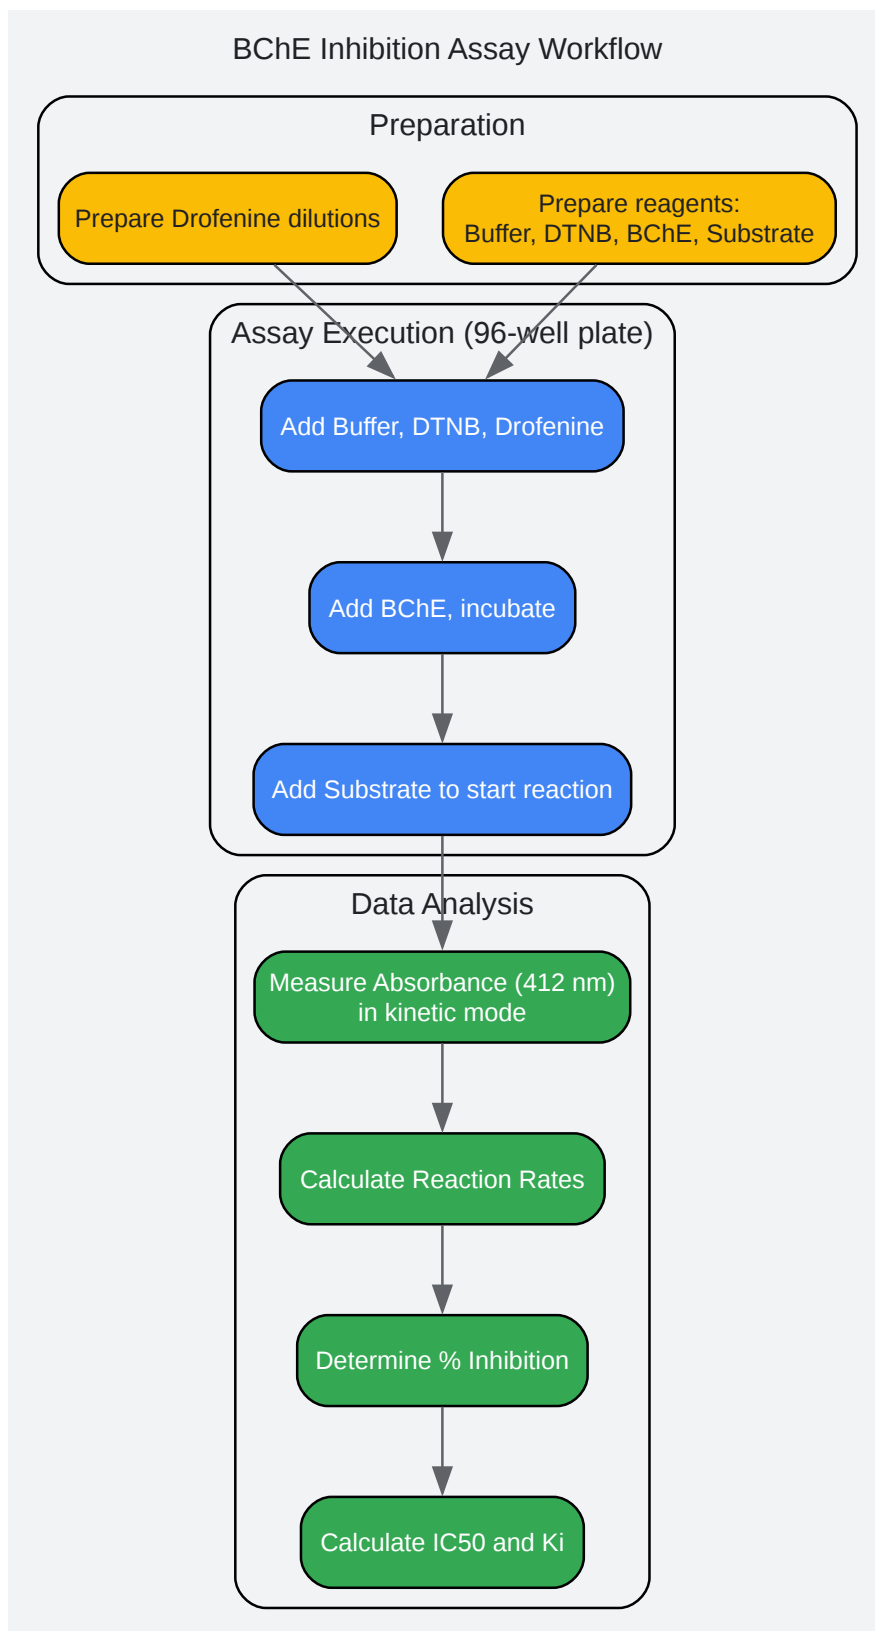 BChE Inhibition Assay Workflow
Preparation
Prepare Drofenine dilutions
Prepare reagents:
Buffer, DTNB, BChE, Substrate
Assay Execution (96-well plate)
Add Buffer, DTNB, Drofenine
Add BChE, incubate
Add Substrate to start reaction
Data Analysis
Measure Absorbance (412 nm)
in kinetic mode
Calculate Reaction Rates
Determine % Inhibition
Calculate IC50 and Ki